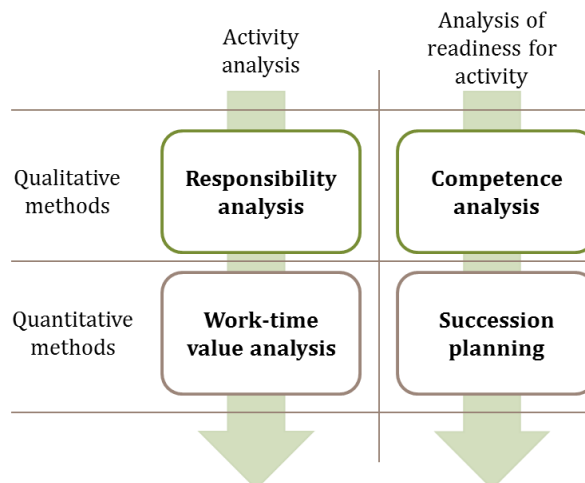 Activity
analysis
Analysis of
readiness for
activity
Qualitative
methods
Responsibility
analysis
Competence
analysis
Quantitative
methods
Work-time
value analysis
Succession
planning